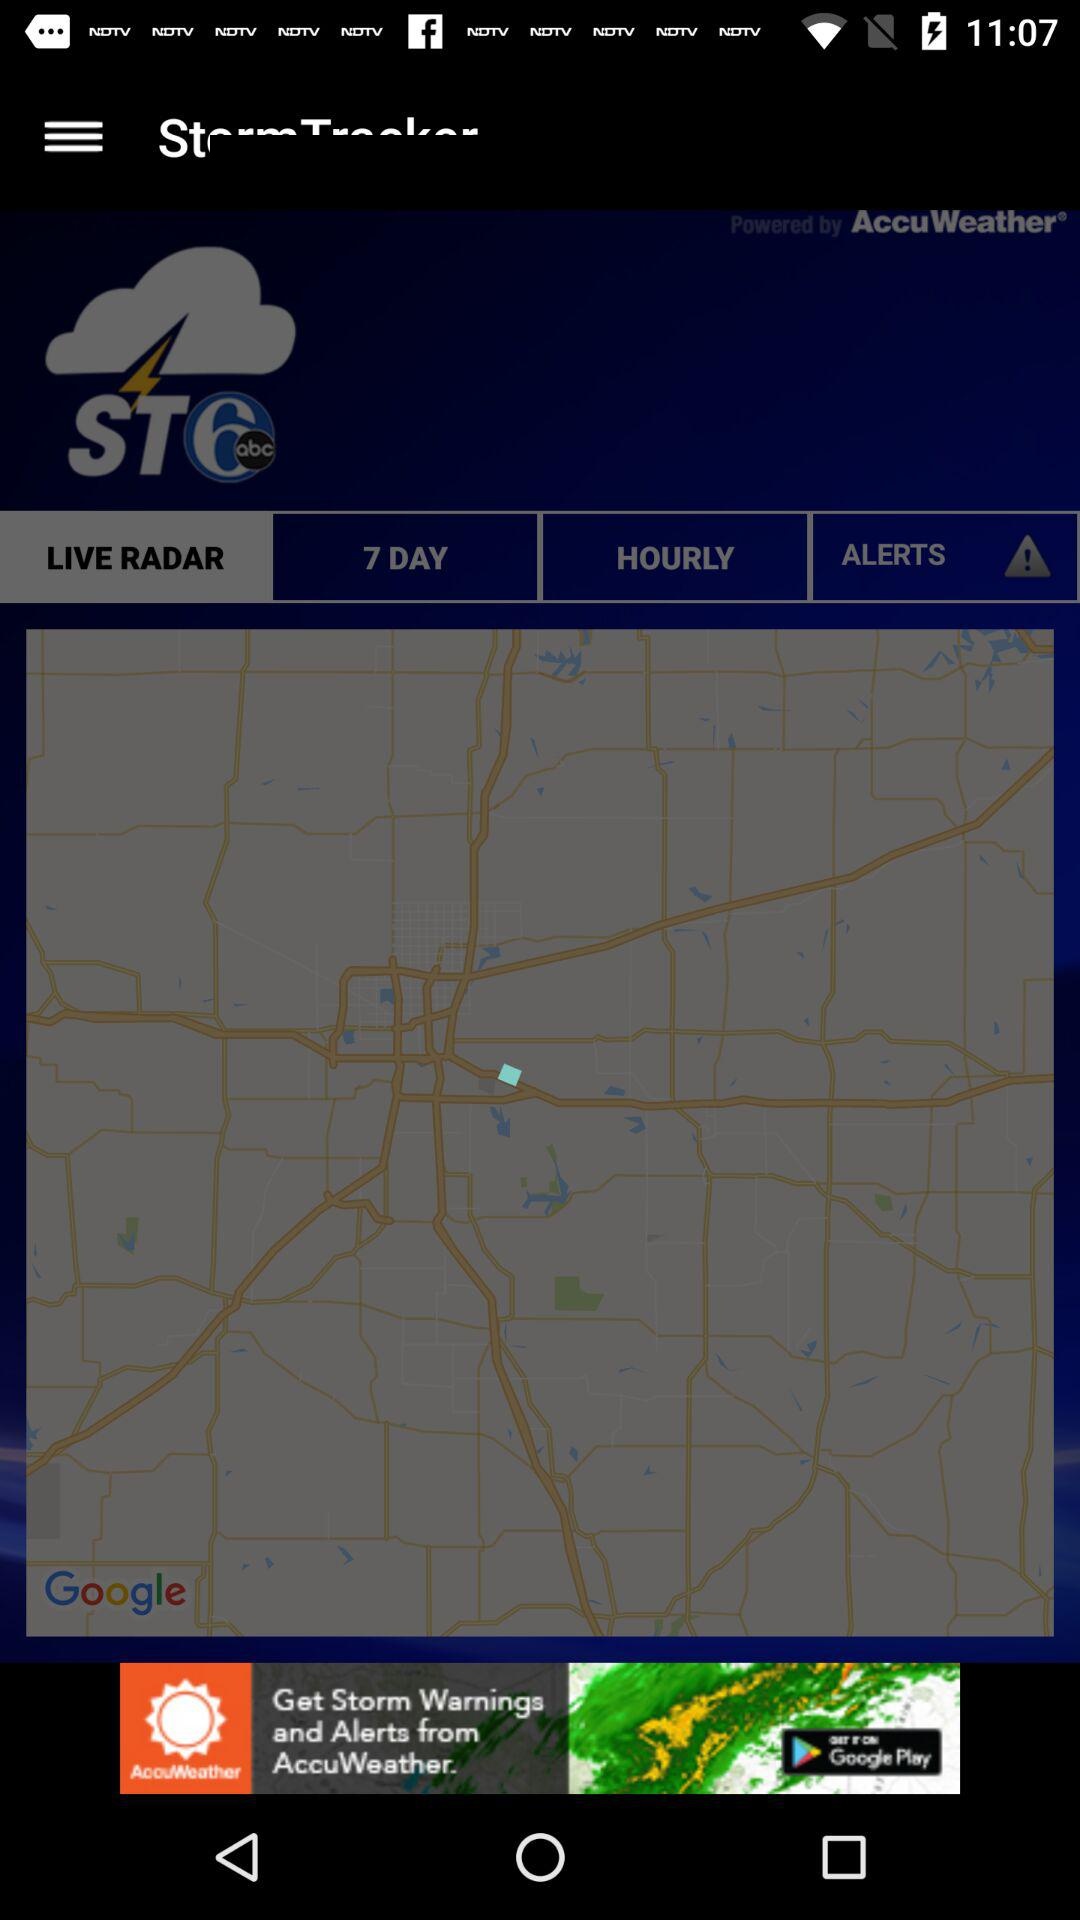 NDTV NDTV NDTV NDTV NDTV f NDTV NDTV NDTV NDTV NDTV 11:07
StormTracker
Powered by AccuWeather®
ST6 abc
LIVE RADAR 7 DAY HOURLY ALERTS
Google
Get Storm Warnings
and Alerts from
AccuWeather.
AccuWeather
GET IT ON
Google Play